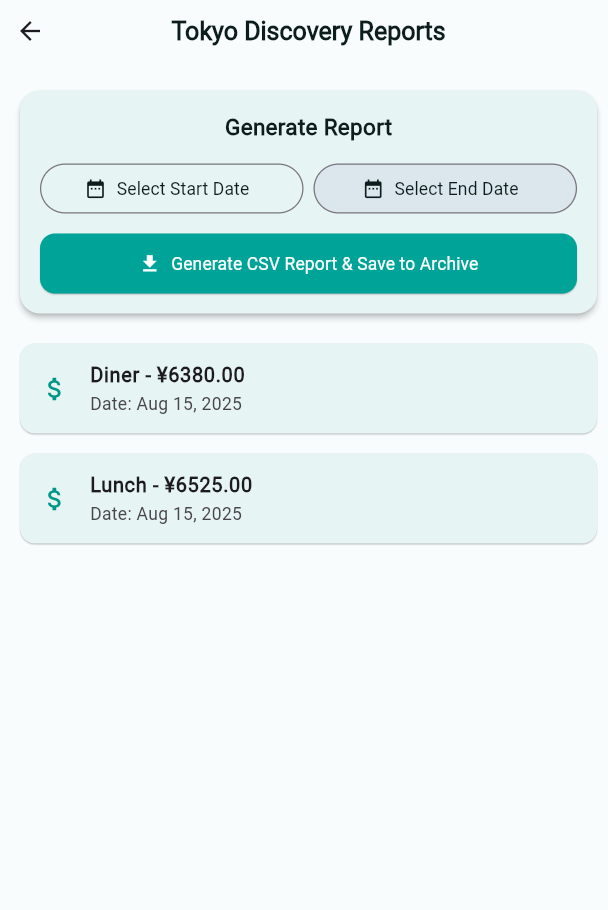 Tokyo Discovery Reports
Generate Report
Select Start Date
Select End Date
Generate CSV Report & Save to Archive
$
Diner - ¥6380.00
Date: Aug 15, 2025
$
Lunch - ¥6525.00
Date: Aug 15, 2025